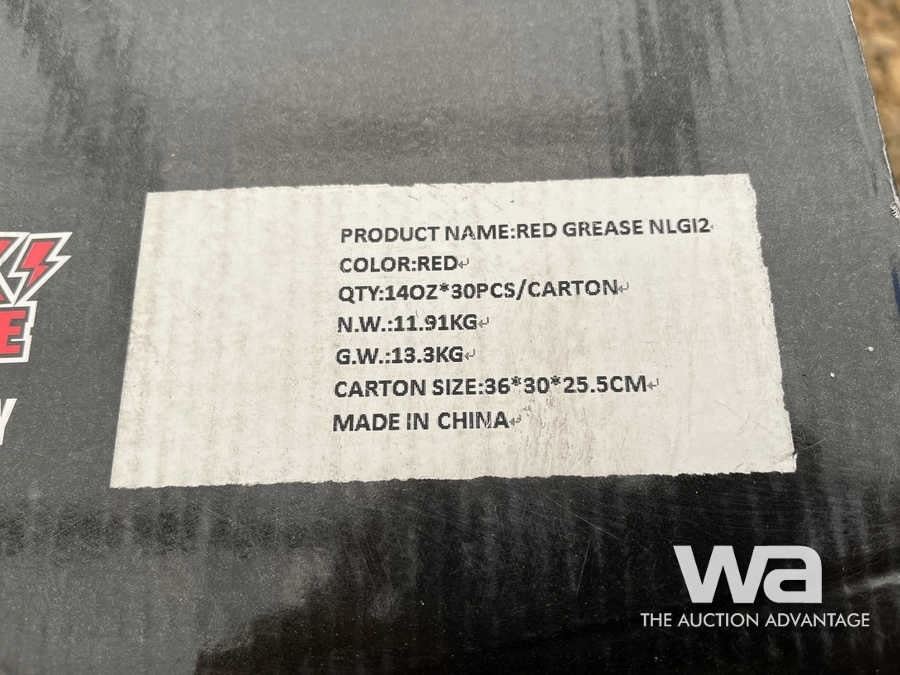 PRODUCT NAME:RED GREASE NLGI2
COLOR:RED
QTY:14OZ*30PCS/CARTON
N.W.:11.91KG
G.W.:13.3KG
CARTON SIZE:36*30*25.5CM
MADE IN CHINA
wa
THE AUCTION ADVANTAGE